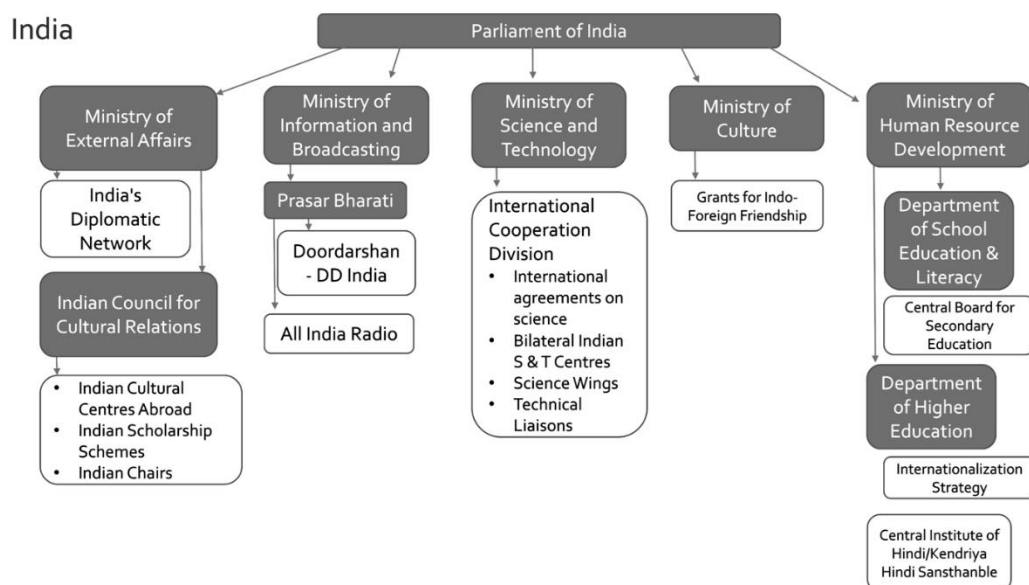 India
Parliament of India
Ministry of
External Affairs
India's
Diplomatic
Network
Indian Council for
Cultural Relations
• Indian Cultural
Centres Abroad
• Indian Scholarship
Schemes
• Indian Chairs
Ministry of
Information and
Broadcasting
Prasar Bharati
Doordarshan
- DD India
All India Radio
Ministry of
Science and
Technology
International
Cooperation
Division
• International
agreements on
science
• Bilateral Indian
S & T Centres
• Science Wings
• Technical
Liaisons
Ministry of
Culture
Grants for Indo-
Foreign Friendship
Ministry of
Human Resource
Development
Department
of School
Education &
Literacy
Central Board for
Secondary
Education
Department
of Higher
Education
Internationalization
Strategy
Central Institute of
Hindi/Kendriya
Hindi Sansthanble